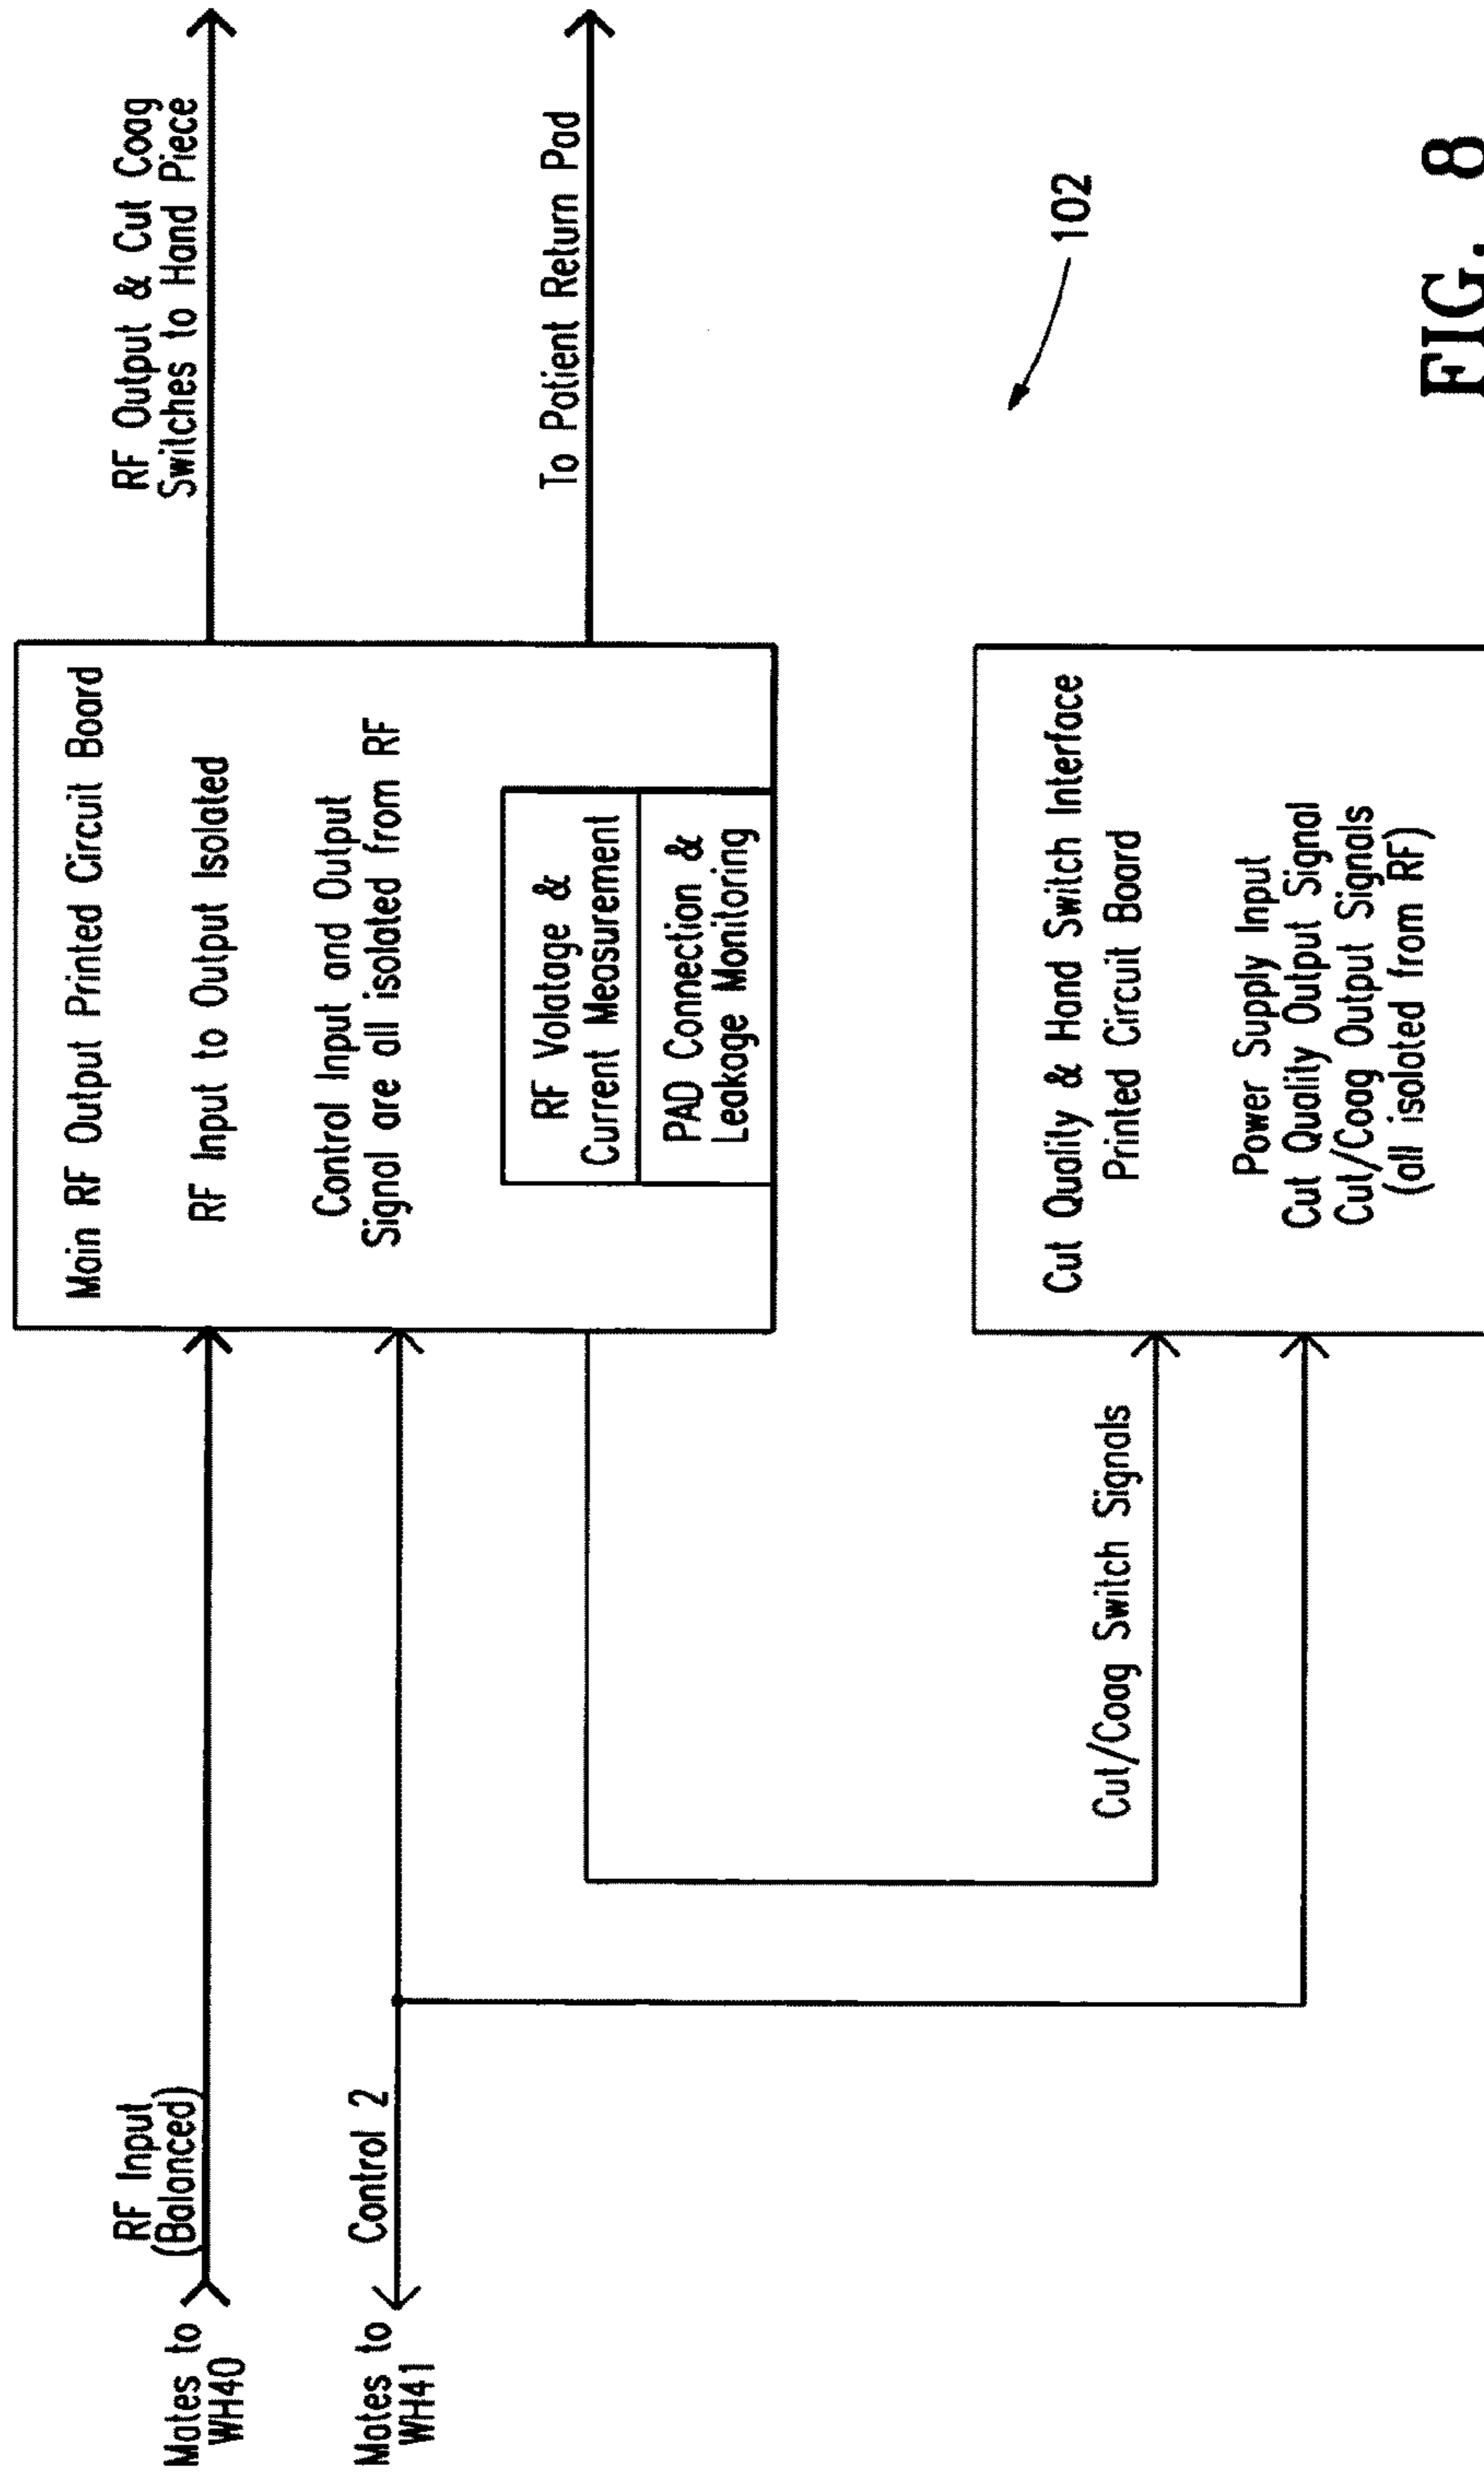 Mates to
WH40
RF Input
(Balanced)
Mates to
WH41
Control 2
Main RF Output Printed Circuit Board
RF Input to Output Isolated
Control Input and Output
Signal are all isolated from RF
RF Volatage &
Current Measurement
PAD Connection &
Leakage Monitoring
RF Output & Cut Coag
Switches to Hand Piece
To Patient Return Pad
Cut/Coag Switch Signals
Cut Quality & Hand Switch Interface
Printed Circuit Board
Power Supply Input
Cut Quality Output Signal
Cut/Coag Output Signals
(all isolated from RF)
102
FIG. 8